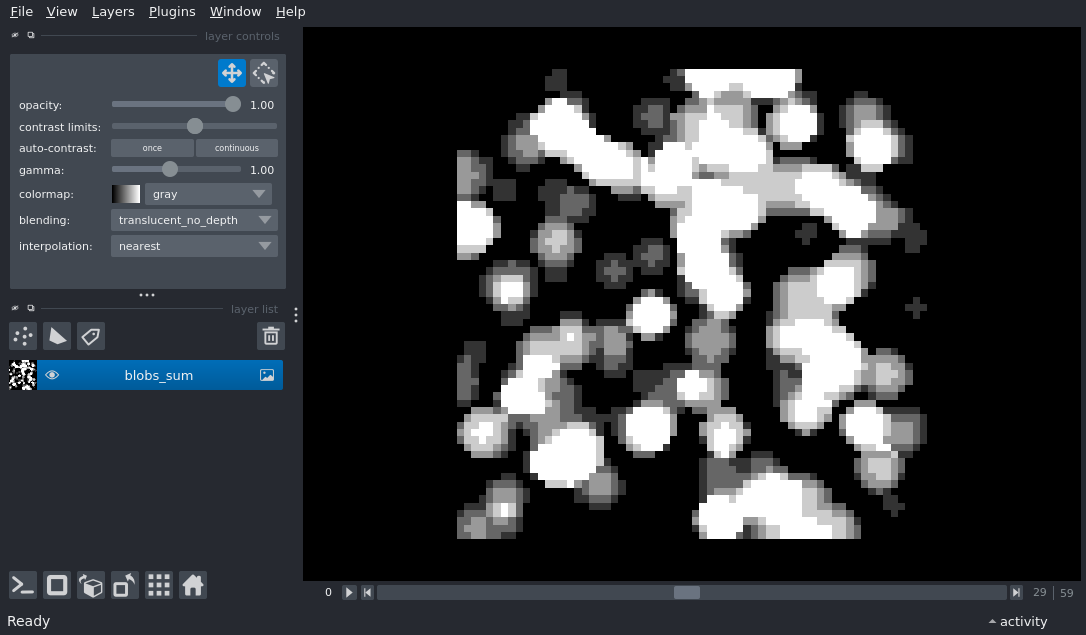 File View Layers Plugins Window Help
layer controls
opacity: 1.00
contrast limits:
auto-contrast: once continuous
gamma: 1.00
colormap: gray
blending: translucent_no_depth
interpolation: nearest
layer list
blobs_sum
0 29 59
Ready activity